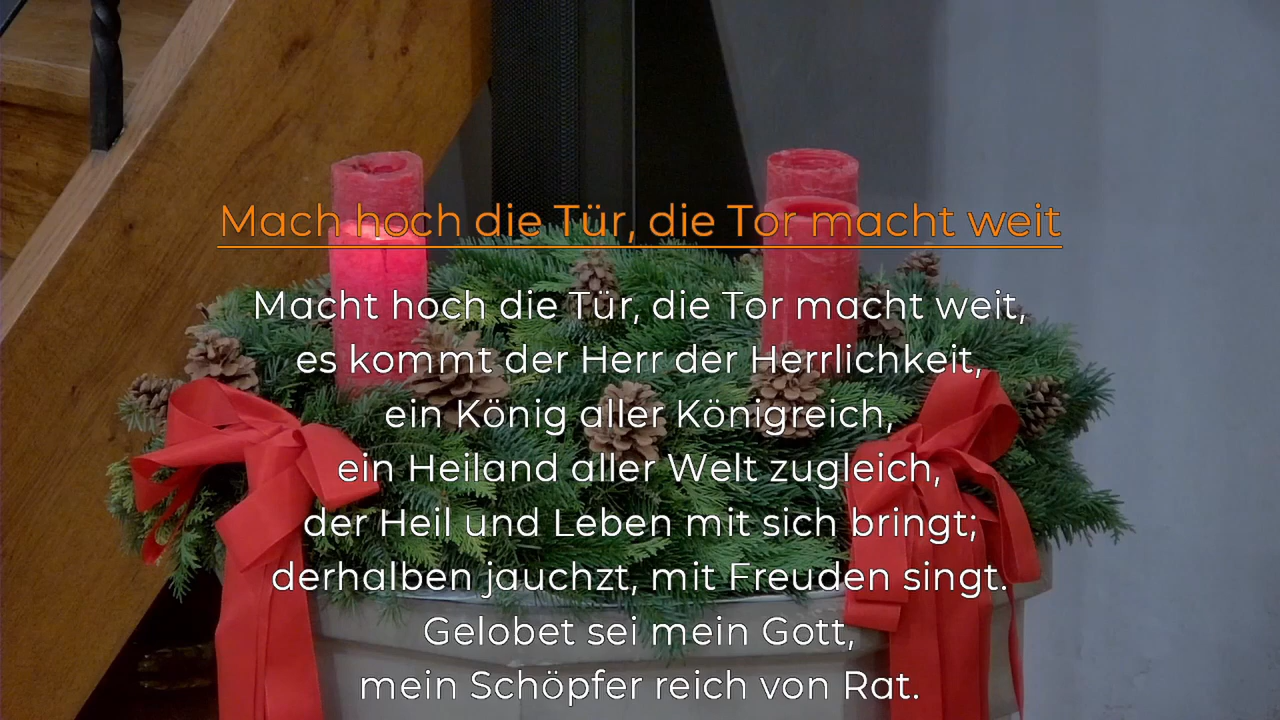 Mach hoch die Tür, die Tor macht weit
Macht hoch die Tür, die Tor macht weit,
es kommt der Herr der Herrlichkeit,
ein König aller Königreich,
ein Heiland aller Welt zugleich,
der Heil und Leben mit sich bringt;
derhalben jauchzt, mit Freuden singt.
Gelobet sei mein Gott,
mein Schöpfer reich von Rat.